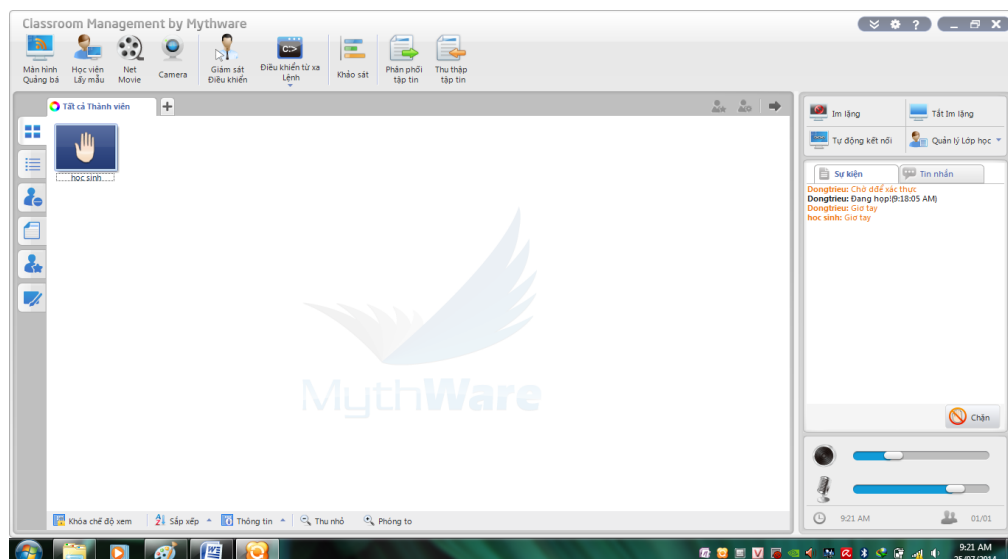 Classroom Management by Mythware
Màn hình
Quảng bá
Học viên
Lấy mẫu
Net
Movie
Camera
Giám sát
Điều khiển
Điều khiển từ xa
Lệnh
Khảo sát
Phân phối
tập tin
Thu thập
tập tin
Tất cả Thành viên
học sinh
MythWare
Khóa chế độ xem
Sắp xếp
Thông tin
Thu nhỏ
Phóng to
Im lặng
Tắt Im lặng
Tự động kết nối
Quản lý Lớp học
Sự kiện
Tin nhắn
Dongtrieu: Chờ dđể xác thực
Dongtrieu: Đang họp!(9:18:05 AM)
Dongtrieu: Giơ tay
hoc sinh: Giơ tay
Chặn
9:21 AM
01/01
9:21 AM
25/07/2014